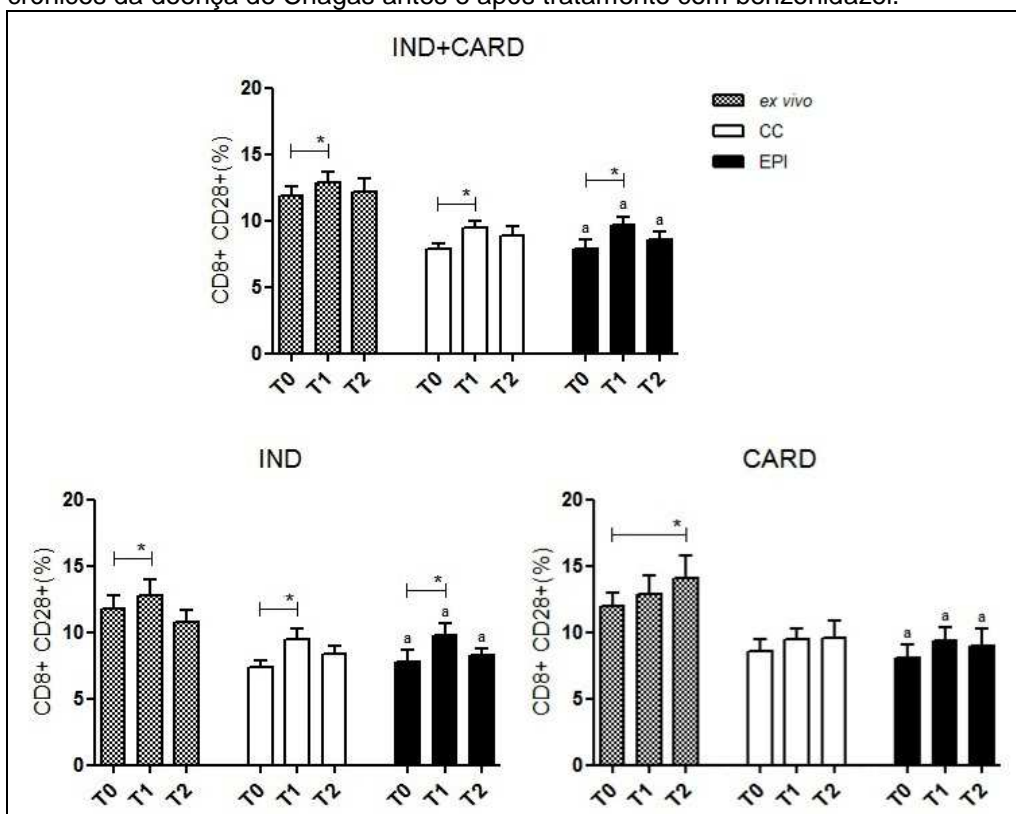 crônicos da doença de Chagas antes e após tratamento com benzonidazol.
IND+CARD
CD8+ CD28+(%)
20
15
10
5
0
* * *
a a a
T0 T1 T2 T0 T1 T2 T0 T1 T2
ex vivo
CC
EPI
IND
CD8+ CD28+(%)
20
15
10
5
0
* * *
a a a
T0 T1 T2 T0 T1 T2 T0 T1 T2
CARD
CD8+ CD28+(%)
20
15
10
5
0
*
a a a
T0 T1 T2 T0 T1 T2 T0 T1 T2